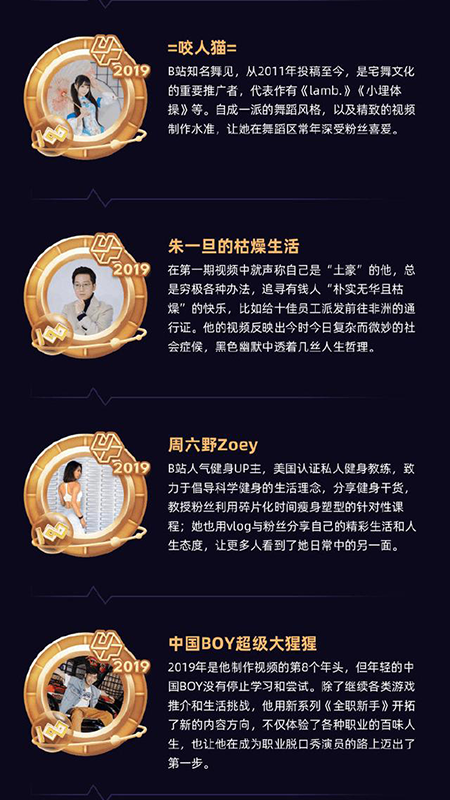 =咬人猫=
2019
B站知名舞见，从2011年投稿至今，是宅舞文化
的重要推广者，代表作有《lamb.》《小埋体
操》等。自成一派的舞蹈风格，以及精致的视频
制作水准，让她在舞蹈区常年深受粉丝喜爱。
100
朱一旦的枯燥生活
2019
在第一期视频中就声称自己是“土豪”的他，总
是穷极各种办法，追寻有钱人“朴实无华且枯
燥”的快乐，比如给十佳员工派发前往非洲的通
行证。他的视频反映出今时今日复杂而微妙的社
会症候，黑色幽默中透着几丝人生哲理。
100
周六野Zoey
2019
B站人气健身UP主，美国认证私人健身教练，致
力于倡导科学健身的生活理念，分享健身干货，
教授粉丝利用碎片化时间瘦身塑型的针对性课
程；她也用vlog与粉丝分享自己的精彩生活和人
生态度，让更多人看到了她日常中的另一面。
100
中国BOY超级大猩猩
2019
2019年是他制作视频的第8个年头，但年轻的中
国BOY没有停止学习和尝试。除了继续各类游戏
推介和生活挑战，他用新系列《全职新手》开拓
了新的内容方向，不仅体验了各种职业的百味人
生，也让他在成为职业脱口秀演员的路上迈出了
第一步。
100